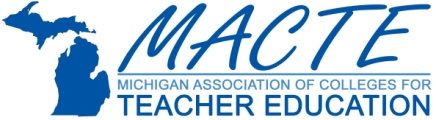 MACTE
MICHIGAN ASSOCIATION OF COLLEGES FOR
TEACHER EDUCATION